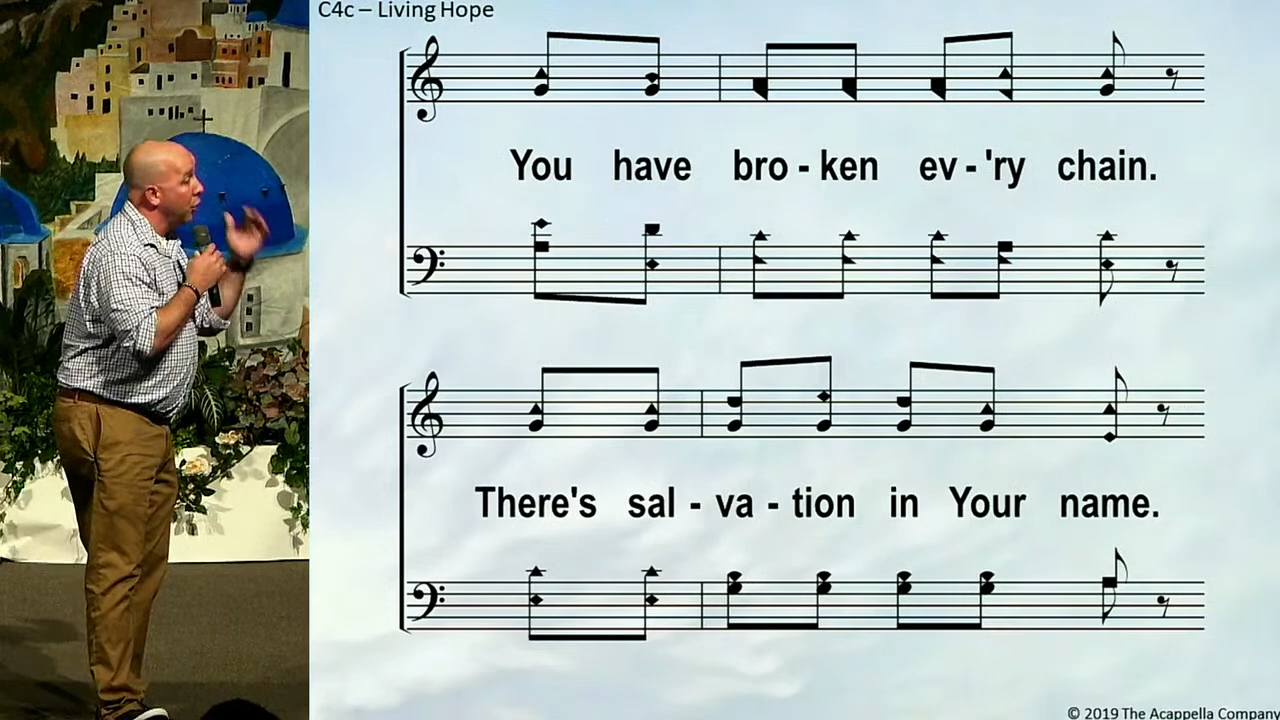 C4c – Living Hope
You have bro - ken ev - 'ry chain.
There's sal - va - tion in Your name.
© 2019 The Acappella Company